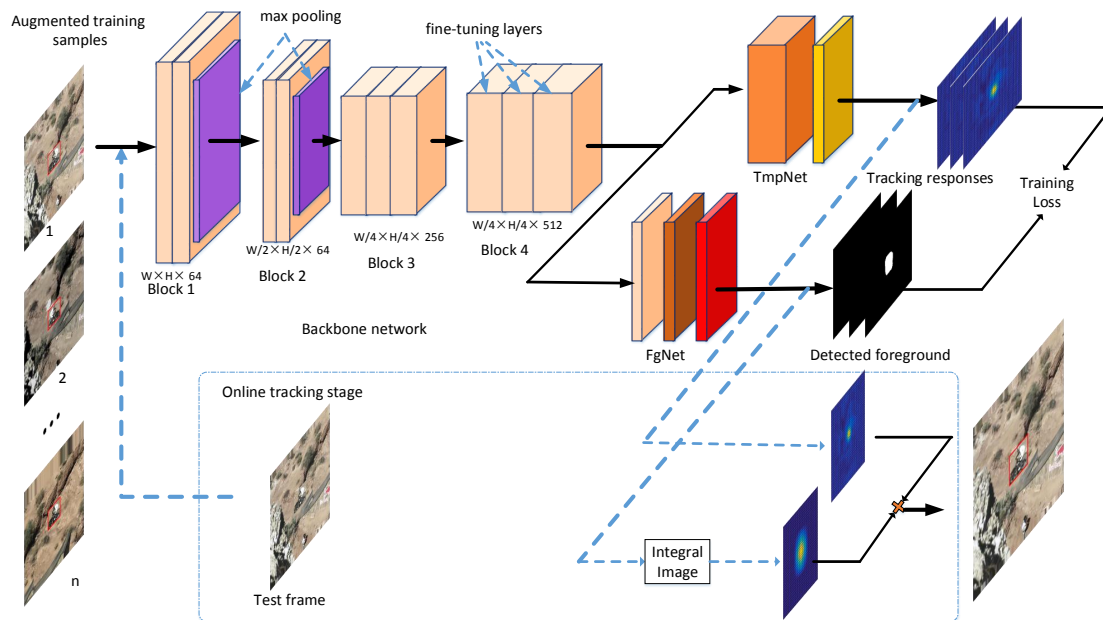 Augmented training
samples
max pooling
fine-tuning layers
1
2
n
W×H× 64
Block 1
W/2×H/2× 64
Block 2
W/4×H/4× 256
Block 3
W/4×H/4× 512
Block 4
Backbone network
TmpNet
Tracking responses
Training
Loss
FgNet
Detected foreground
Online tracking stage
Test frame
Integral
Image